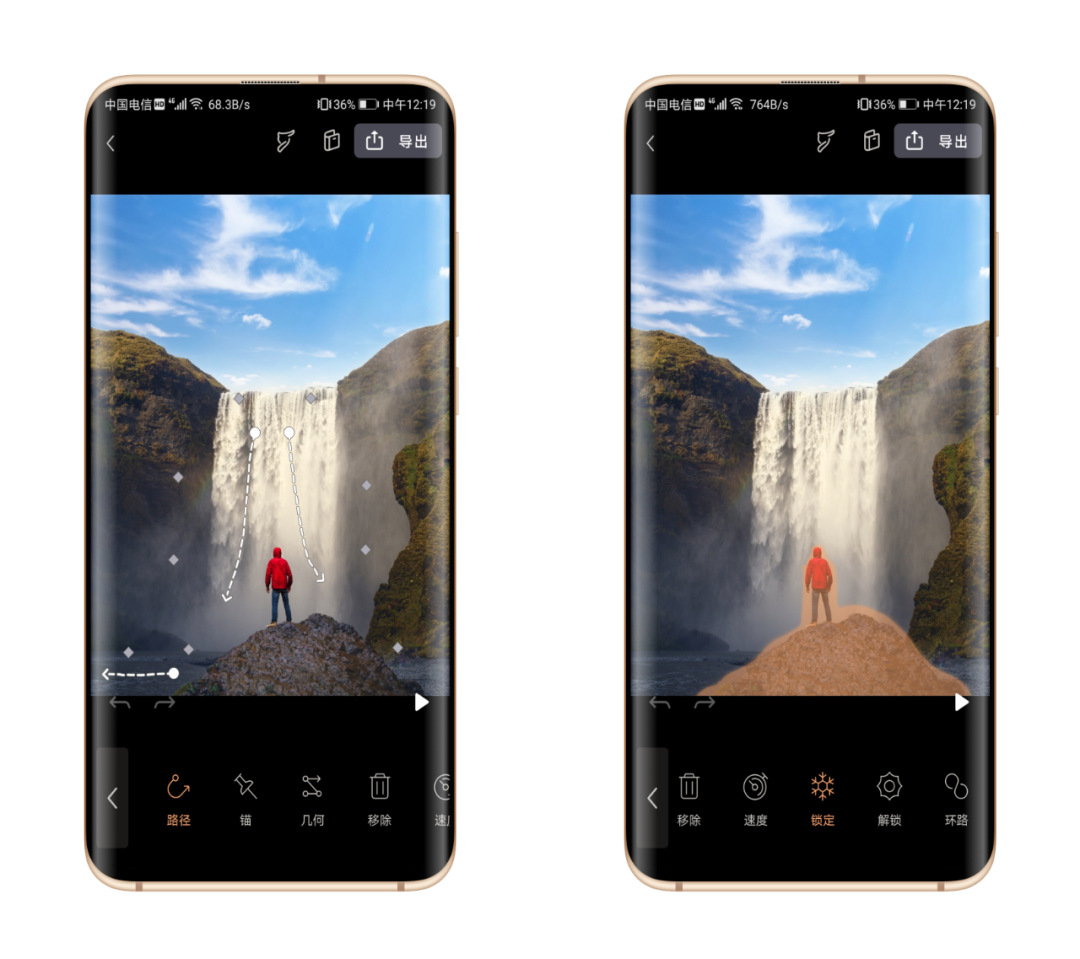 中国电信 HD 4G 68.3B/s 36% 中午12:19
导出
路径 锚 几何 移除
中国电信 HD 4G 764B/s 36% 中午12:19
导出
移除 速度 锁定 解锁 环路